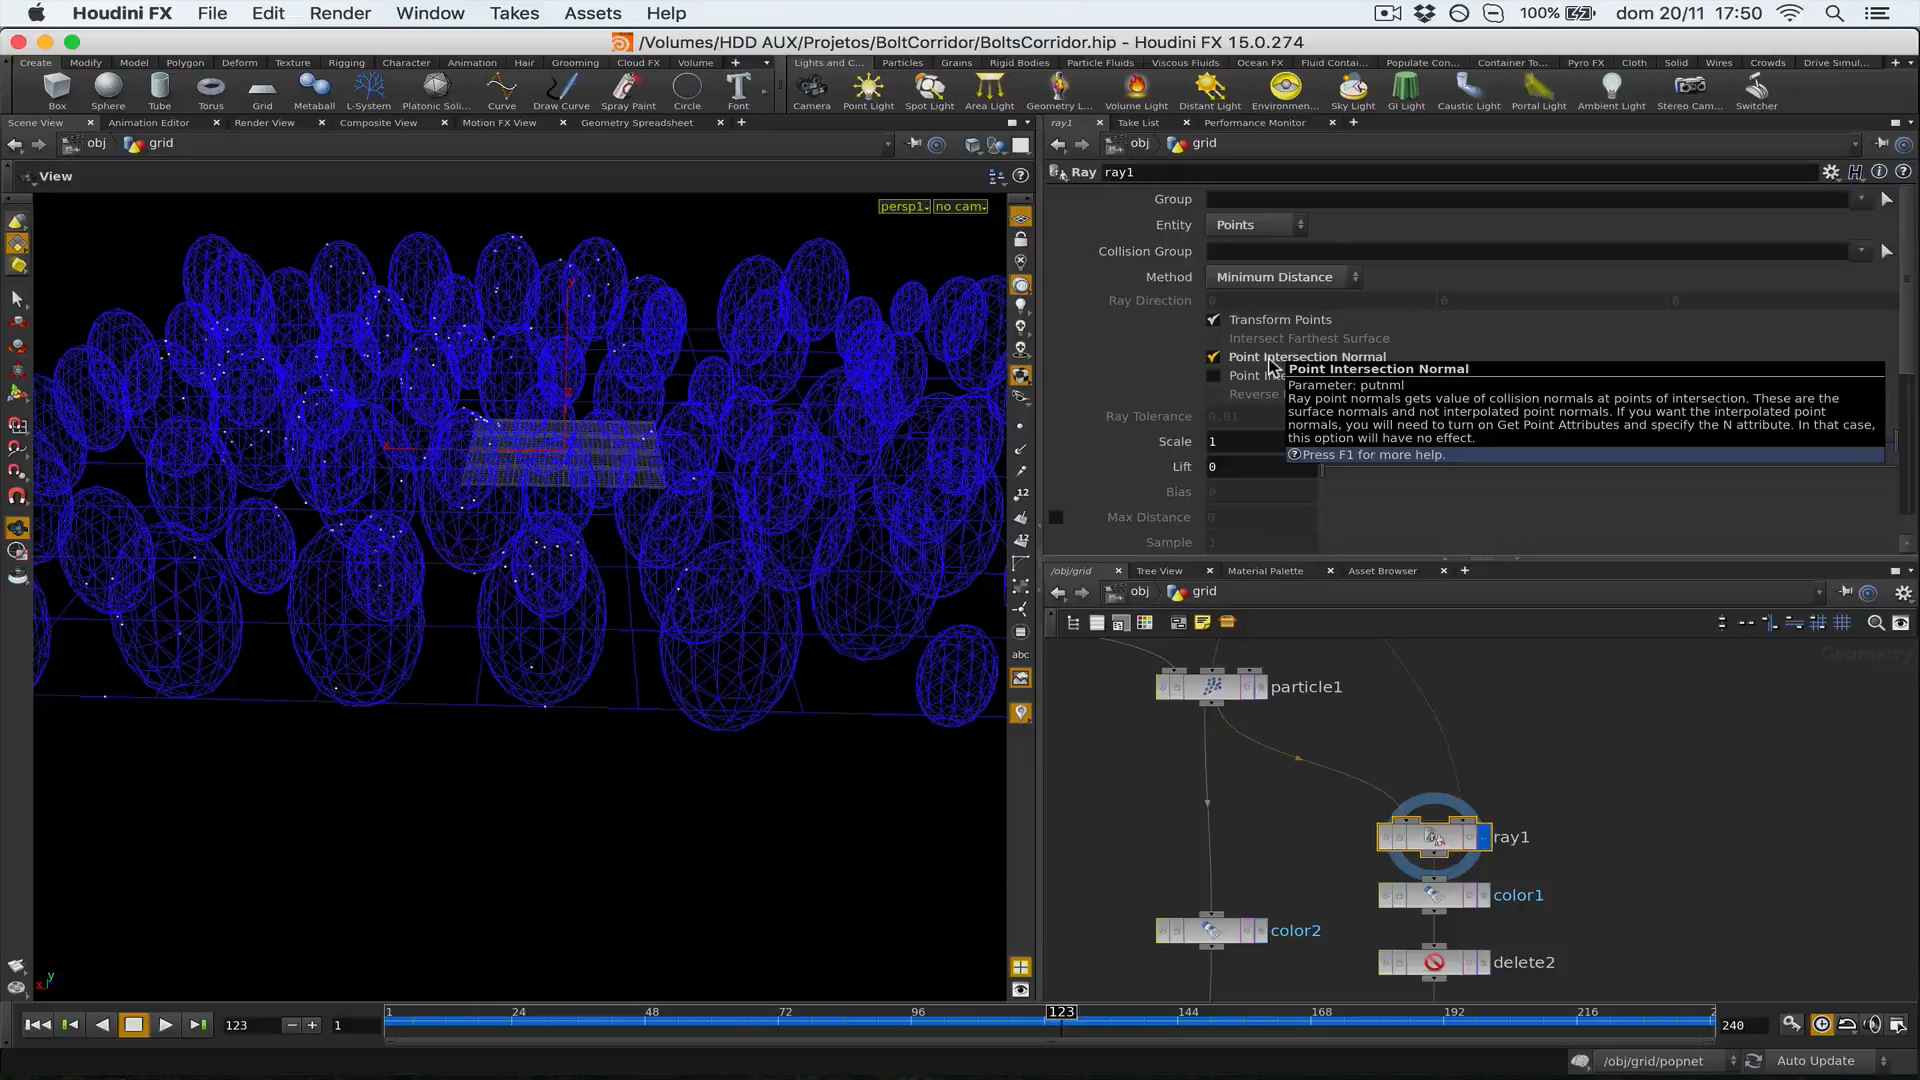 Houdini FX File Edit Render Window Takes Assets Help 100% dom 20/11 17:50
/Volumes/HDD AUX/Projetos/BoltCorridor/BoltsCorridor.hip - Houdini FX 15.0.274
Create Modify Model Polygon Deform Texture Rigging Character Animation Hair Grooming Cloud FX Volume
Lights and C... Particles Grains Rigid Bodies Particle Fluids Viscous Fluids Ocean FX Fluid Contai... Populate Con... Container To... Pyro FX Cloth Solid Wires Crowds Drive Simul...
Box Sphere Tube Torus Grid Metaball L-System Platonic Soli... Curve Draw Curve Spray Paint Circle Font
Camera Point Light Spot Light Area Light Geometry L... Volume Light Distant Light Environmen... Sky Light GI Light Caustic Light Portal Light Ambient Light Stereo Cam... Switcher
Scene View Animation Editor Render View Composite View Motion FX View Geometry Spreadsheet
ray1 Take List Performance Monitor
obj grid
obj grid
View
Ray ray1
persp1 no cam
Group
Entity Points
Collision Group
Method Minimum Distance
Ray Direction 0 0 0
Transform Points
Intersect Farthest Surface
Point Intersection Normal
Point Intersection Normal
Parameter: putnml
Ray point normals gets value of collision normals at points of intersection. These are the
surface normals and not interpolated point normals. If you want the interpolated point
normals, you will need to turn on Get Point Attributes and specify the N attribute. In that case,
this option will have no effect.
Press F1 for more help.
Point
Reverse
Ray Tolerance 0.01
Scale 1
Lift 0
Bias 0
Max Distance 0
Sample 1
12
12
abc
/obj/grid Tree View Material Palette Asset Browser
obj grid
Geometry
particle1
ray1
color1
color2
delete2
y
x
1 24 48 72 96 123 144 168 192 216 2
123 1 240
/obj/grid/popnet Auto Update